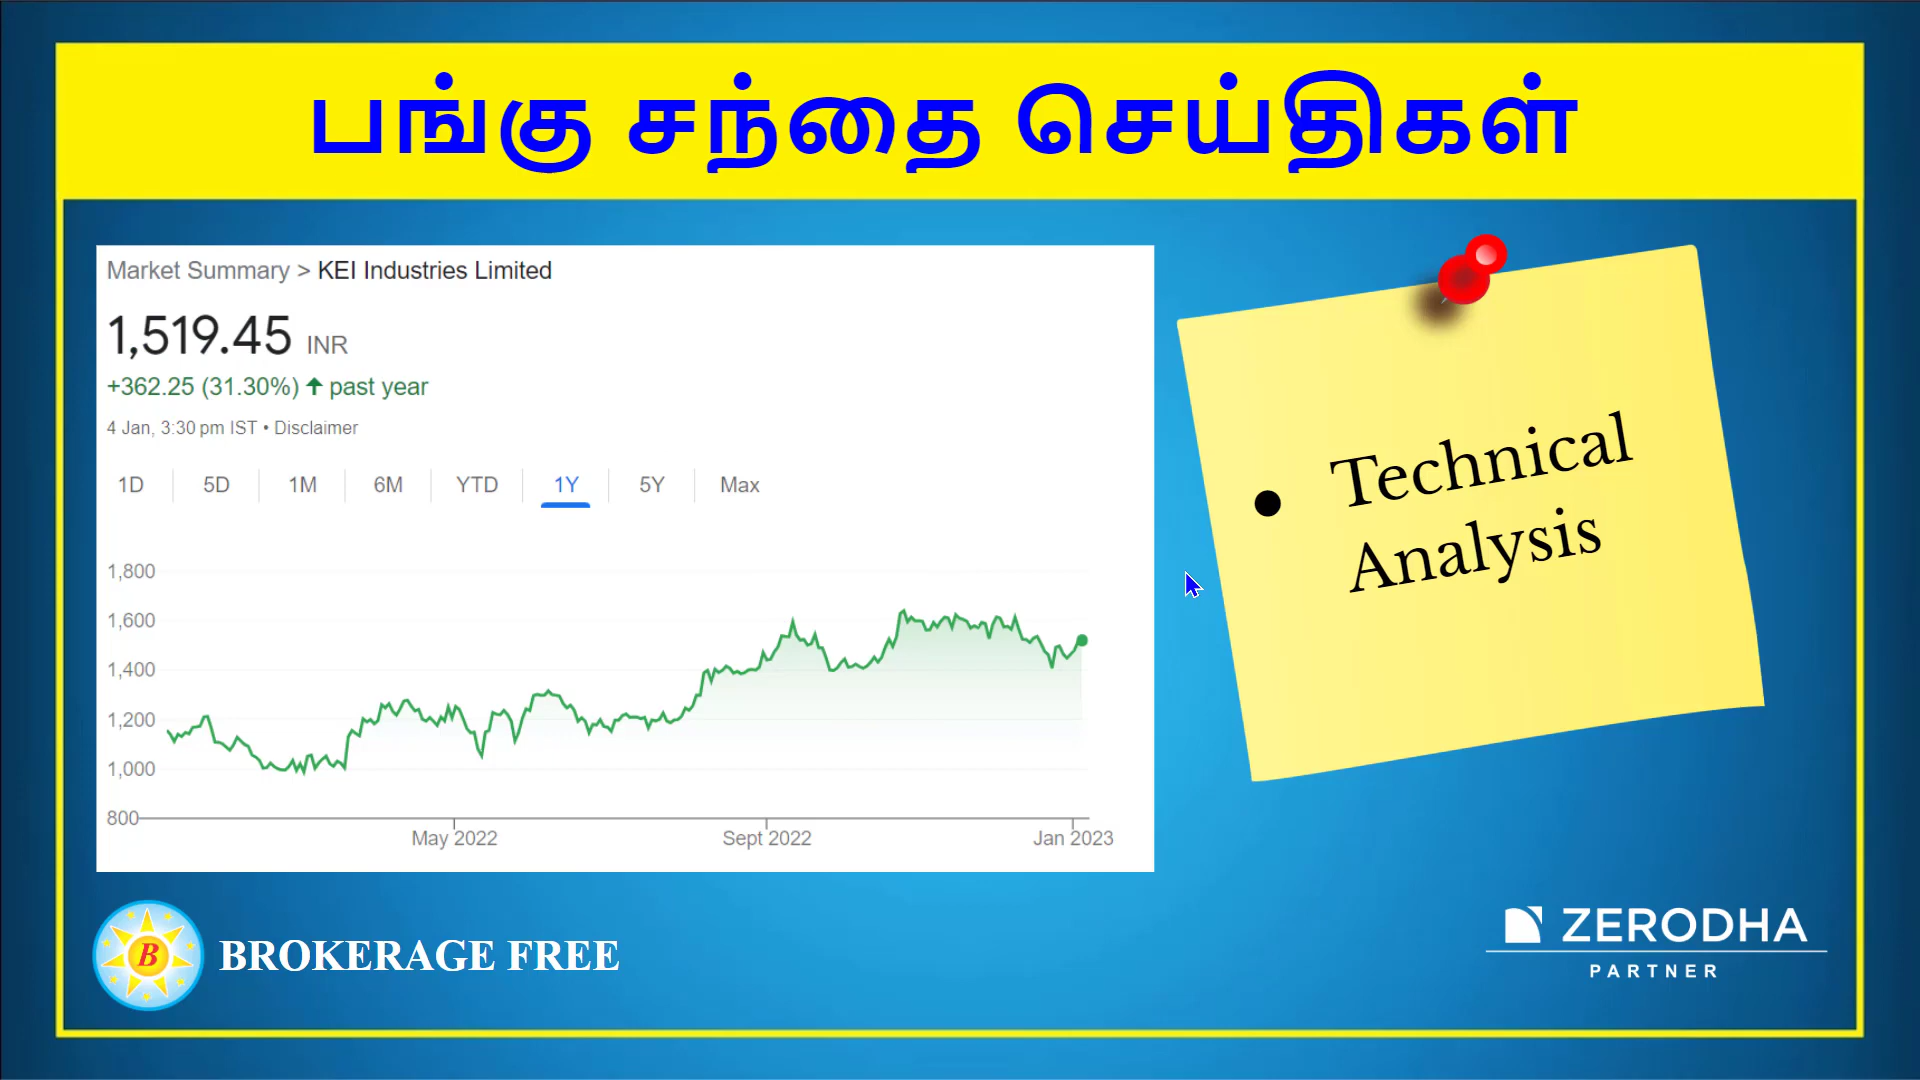 பங்கு சந்தை செய்திகள்
Market Summary > KEI Industries Limited
1,519.45 INR
+362.25 (31.30%) ↑ past year
4 Jan, 3:30 pm IST • Disclaimer
1D 5D 1M 6M YTD 1Y 5Y Max
1,800
1,600
1,400
1,200
1,000
800
May 2022 Sept 2022 Jan 2023
• Technical
Analysis
B
BROKERAGE FREE
ZERODHA
PARTNER